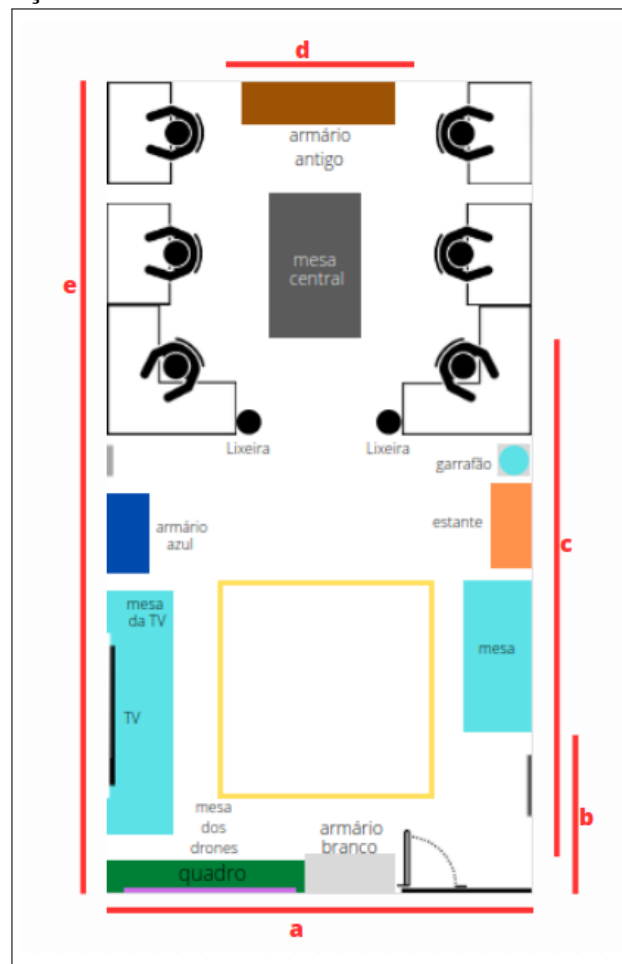 d
armário
antigo
mesa
central
e
Lixeira
Lixeira
garrafão
armário
azul
estante
c
mesa
da TV
mesa
TV
b
mesa
dos
drones
armário
branco
quadro
a